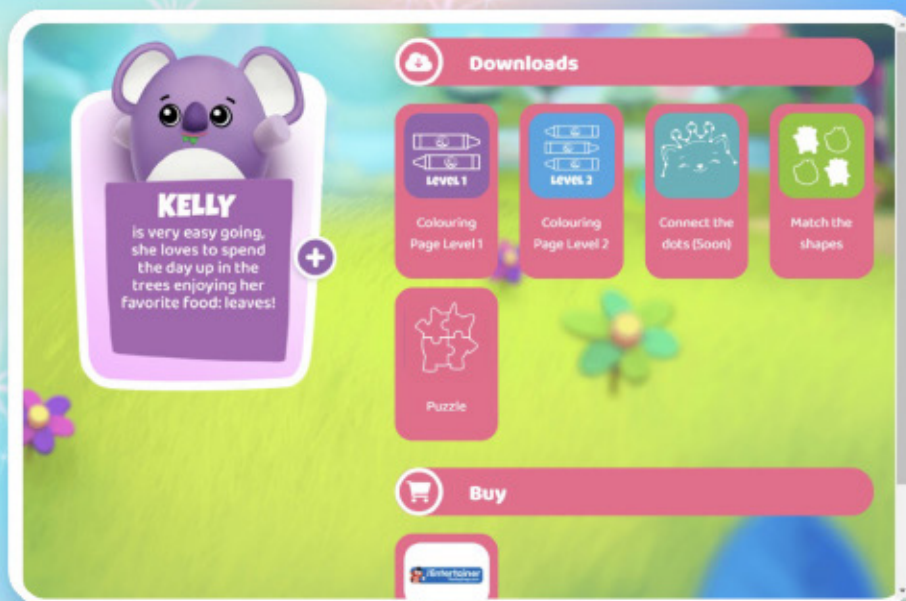 KELLY
is very easy going,
she loves to spend
the day up in the
trees enjoying her
favorite food: leaves!
Downloads
LEVEL 1
Colouring
Page Level 1
LEVEL 2
Colouring
Page Level 2
Connect the
dots (Soon)
Match the
shapes
Puzzle
Buy
Entertainer